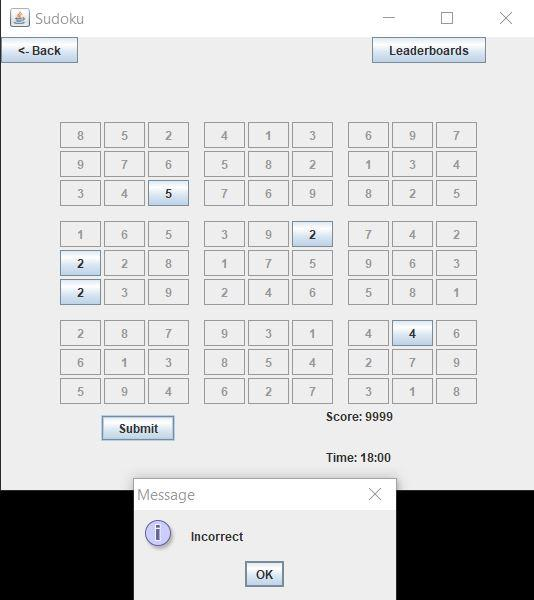 Sudoku
<- Back Leaderboards
8 5 2 4 1 3 6 9 7
9 7 6 5 8 2 1 3 4
3 4 5 7 6 9 8 2 5
1 6 5 3 9 2 7 4 2
2 2 8 1 7 5 9 6 3
2 3 9 2 4 6 5 8 1
2 8 7 9 3 1 4 4 6
6 1 3 8 5 4 2 7 9
5 9 4 6 2 7 3 1 8
Submit Score: 9999
Time: 18:00
Message
Incorrect
OK